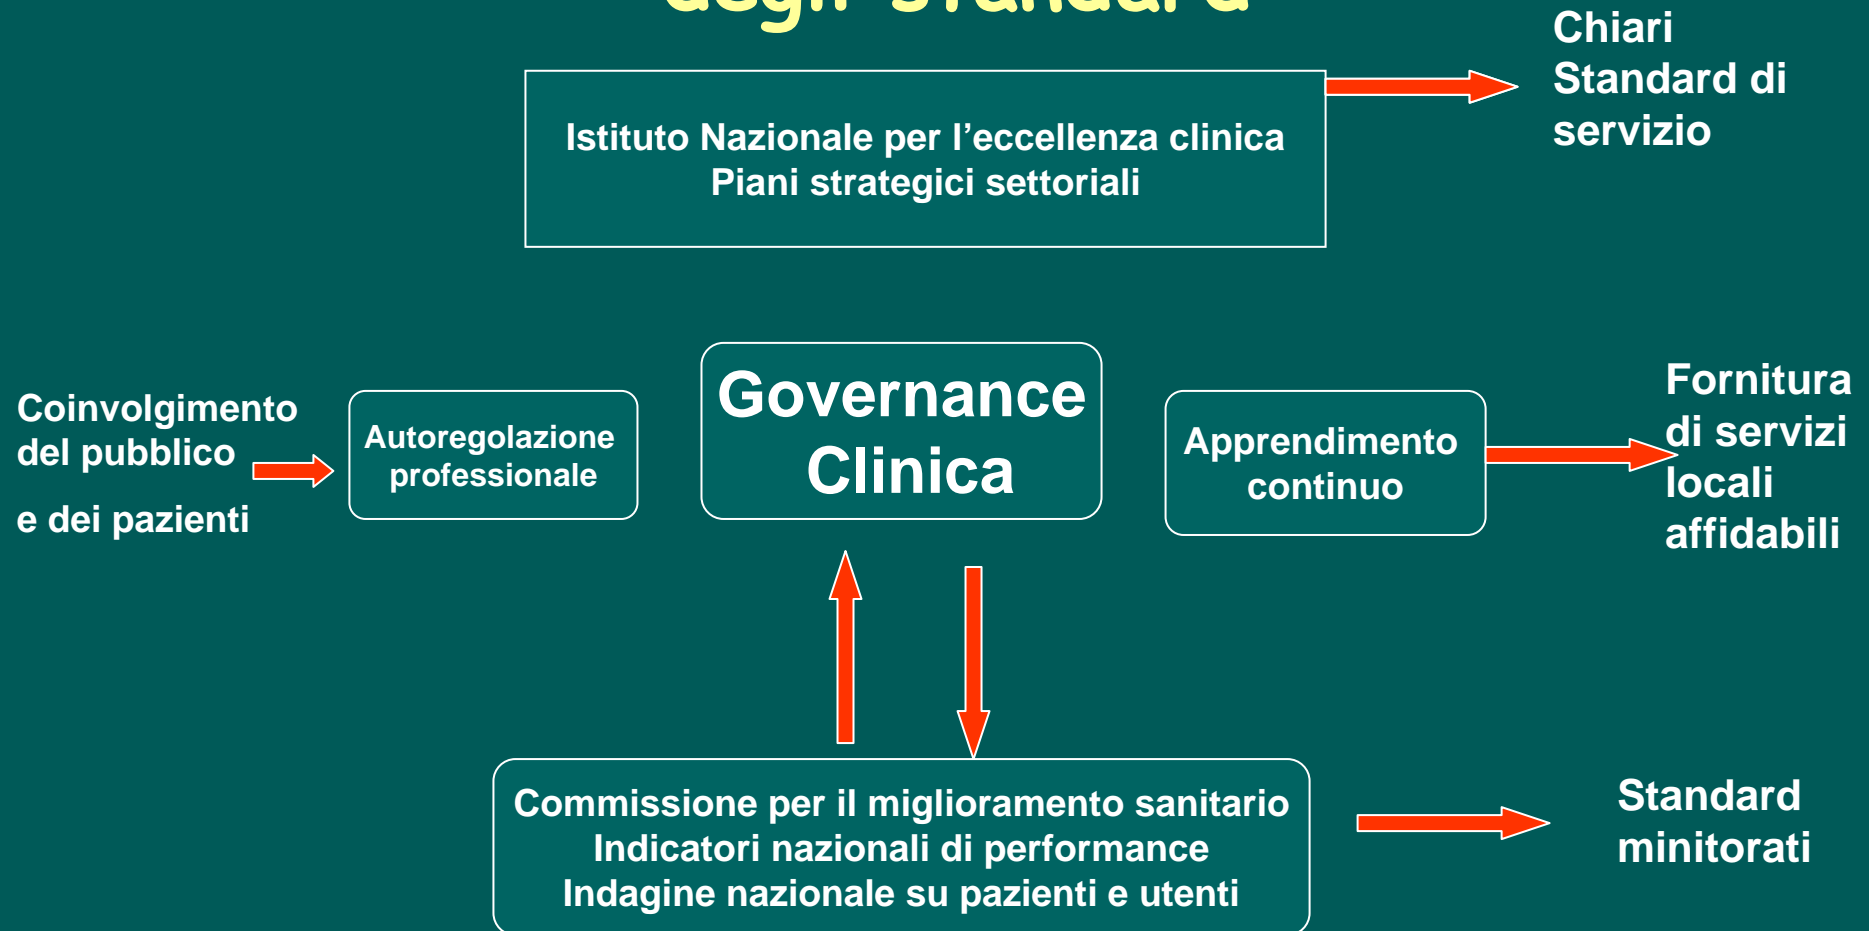 degli standard
Chiari
Standard di
servizio
Istituto Nazionale per l’eccellenza clinica
Piani strategici settoriali
Coinvolgimento
del pubblico
e dei pazienti
Autoregolazione
professionale
Governance
Clinica
Apprendimento
continuo
Fornitura
di servizi
locali
affidabili
Commissione per il miglioramento sanitario
Indicatori nazionali di performance
Indagine nazionale su pazienti e utenti
Standard
minitorati